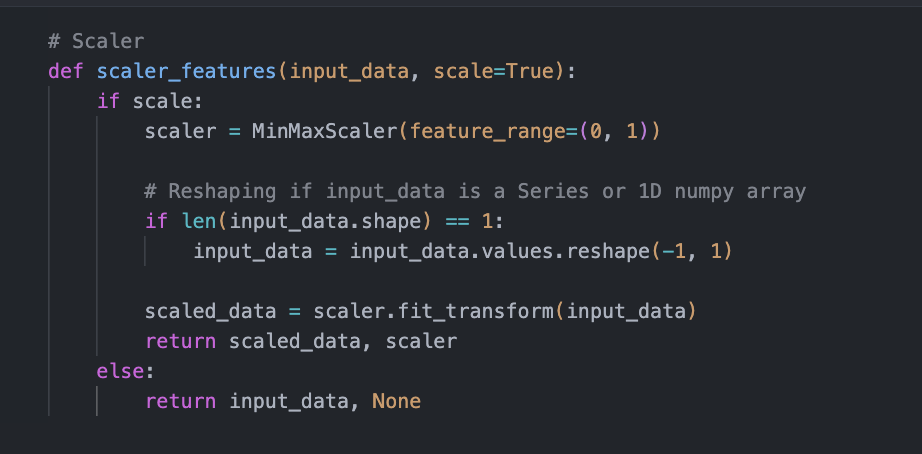 # Scaler
def scaler_features(input_data, scale=True):
    if scale:
        scaler = MinMaxScaler(feature_range=(0, 1))

        # Reshaping if input_data is a Series or 1D numpy array
        if len(input_data.shape) == 1:
            input_data = input_data.values.reshape(-1, 1)

        scaled_data = scaler.fit_transform(input_data)
        return scaled_data, scaler
    else:
        return input_data, None